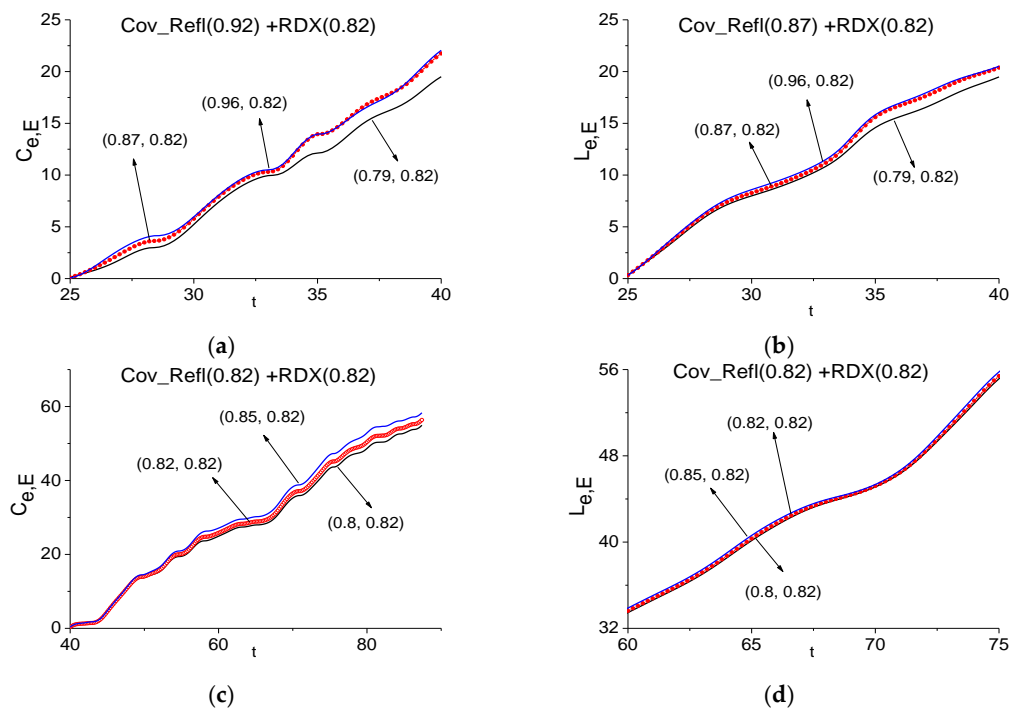 Cov_Refl(0.92) +RDX(0.82)
25
20
15
10
5
0
C_e,E
(0.87, 0.82)
(0.96, 0.82)
(0.79, 0.82)
25 30 35 40
t
(a)
Cov_Refl(0.87) +RDX(0.82)
25
20
15
10
5
0
L_e,E
(0.87, 0.82)
(0.96, 0.82)
(0.79, 0.82)
25 30 35 40
t
(b)
Cov_Refl(0.82) +RDX(0.82)
60
40
20
0
C_e,E
(0.85, 0.82)
(0.82, 0.82)
(0.8, 0.82)
40 60 80
t
(c)
Cov_Refl(0.82) +RDX(0.82)
56
48
40
32
L_e,E
(0.82, 0.82)
(0.85, 0.82)
(0.8, 0.82)
60 65 70 75
t
(d)